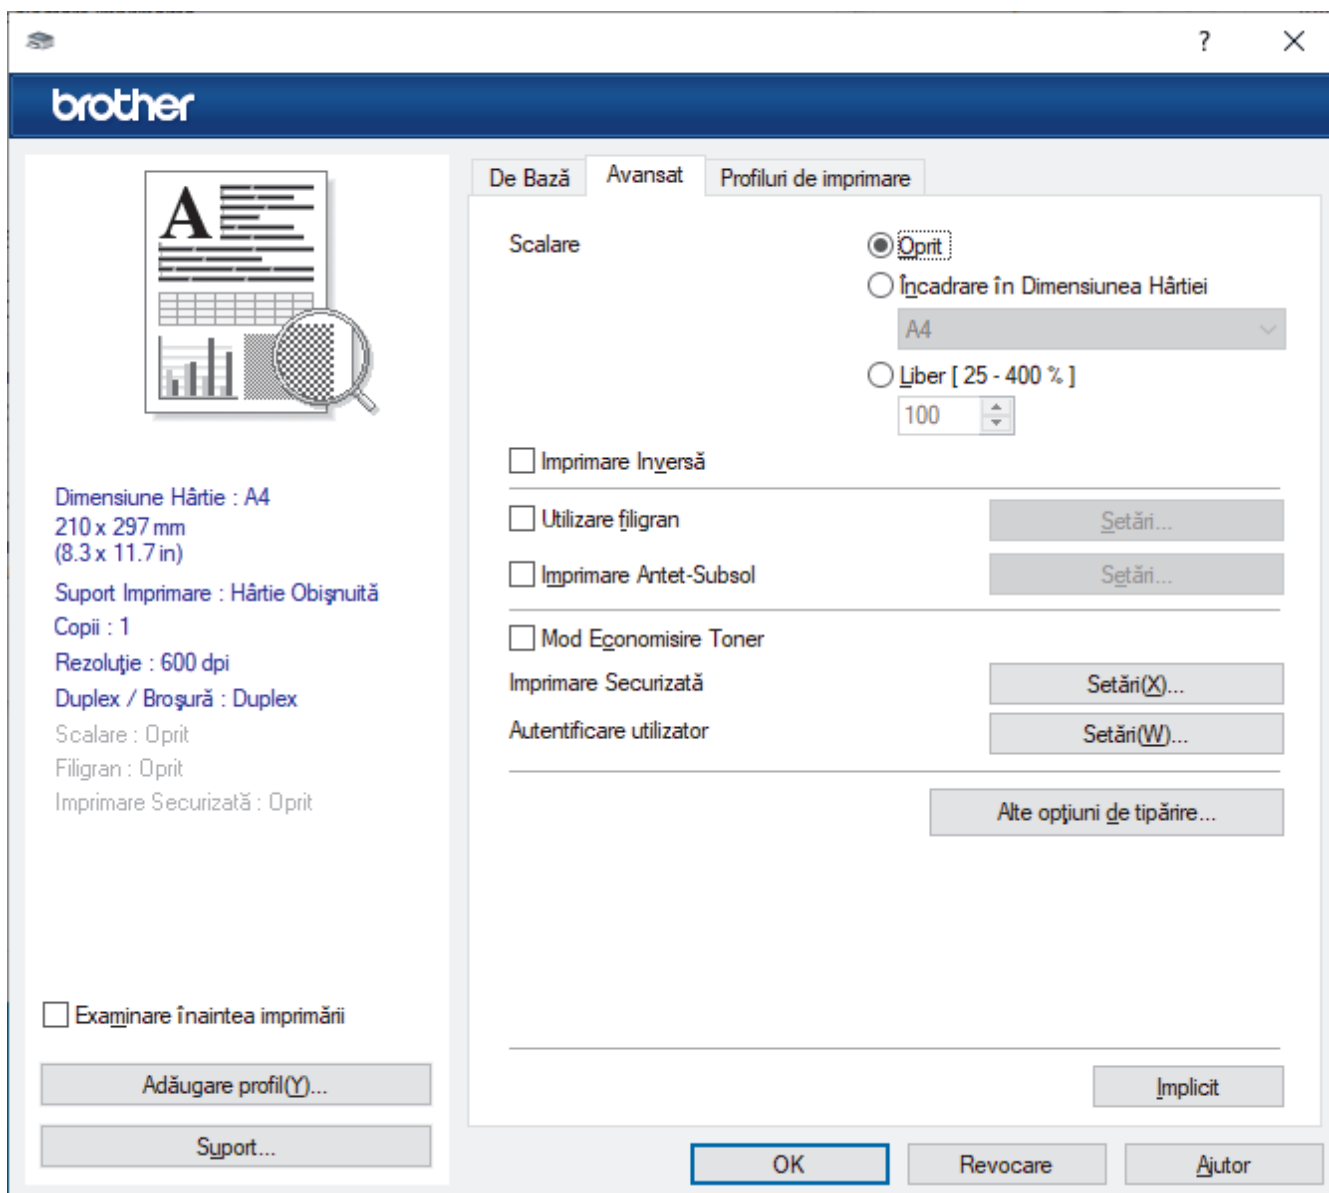 ?
brother
A
De Bază
Avansat
Profiluri de imprimare
Scalare
Oprit
Încadrare în Dimensiunea Hârtiei
A4
Liber [ 25 - 400 % ]
100
Imprimare Inversă
Utilizare filigran
Setări...
Imprimare Antet-Subsol
Setări...
Mod Economisire Toner
Imprimare Securizată
Setări(X)...
Autentificare utilizator
Setări(W)...
Alte opţiuni de tipărire...
Implicit
Dimensiune Hârtie : A4
210 x 297 mm
(8.3 x 11.7 in)
Suport Imprimare : Hârtie Obişnuită
Copii : 1
Rezoluţie : 600 dpi
Duplex / Broşură : Duplex
Scalare : Oprit
Filigran : Oprit
Imprimare Securizată : Oprit
Examinare înaintea imprimării
Adăugare profil(Y)...
Suport...
OK
Revocare
Ajutor